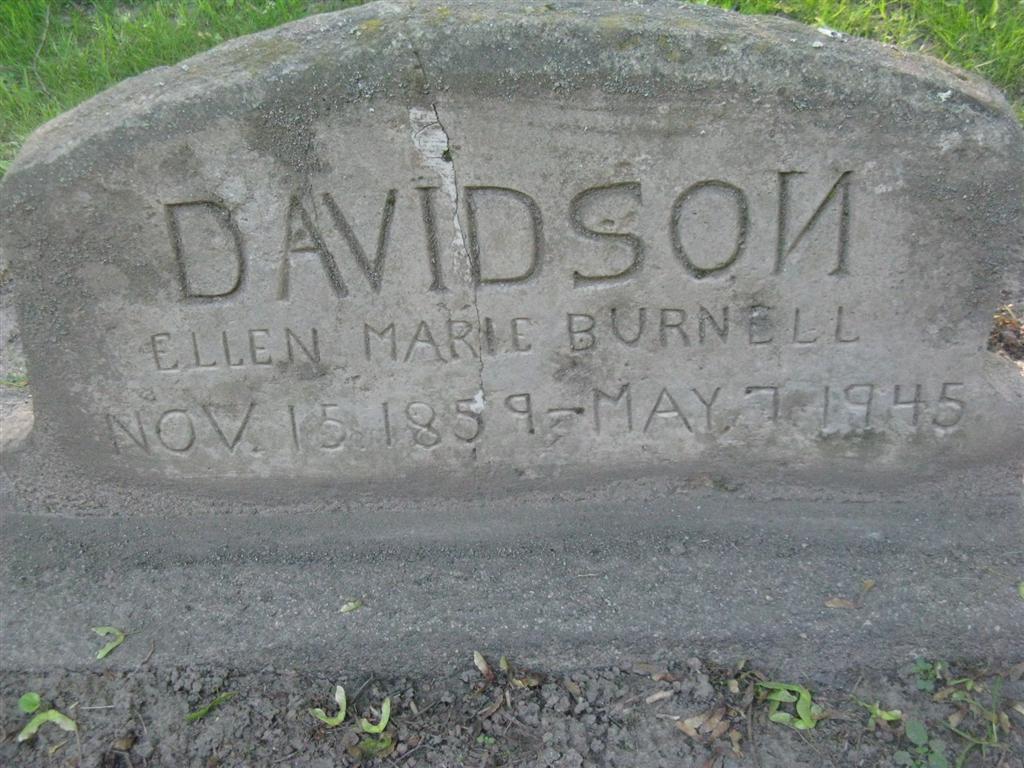 DAVIDSON
ELLEN MARIE BURNELL
NOV. 15. 1859 - MAY. 7. 1945